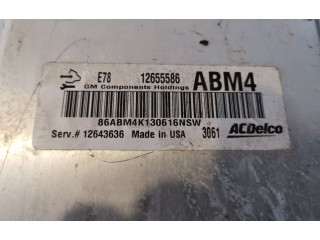 E78 12655586 ABM4
GM Components Holdings
86ABM4K130616NSW
Serv.# 12643636 Made in USA 3061 ACDelco